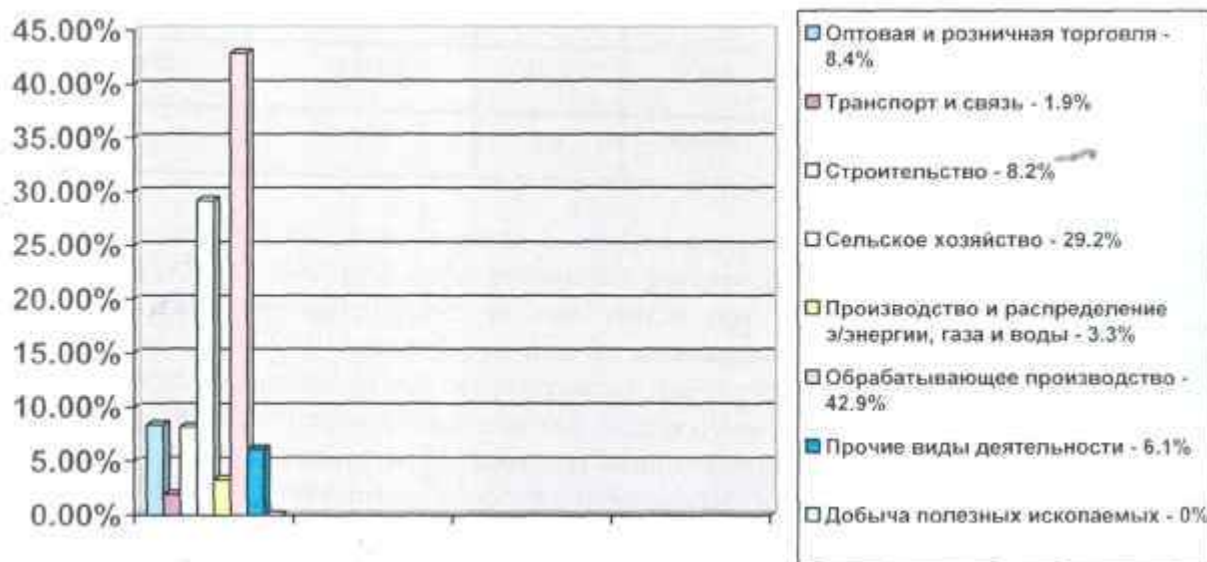 45.00%
40.00%
35.00%
30.00%
25.00%
20.00%
15.00%
10.00%
5.00%
0.00%
Оптовая и розничная торговля -
8.4%
Транспорт и связь - 1.9%
Строительство - 8.2%
Сельское хозяйство - 29.2%
Производство и распределение
э/энергии, газа и воды - 3.3%
Обрабатывающее производство -
42.9%
Прочие виды деятельности - 6.1%
Добыча полезных ископаемых - 0%